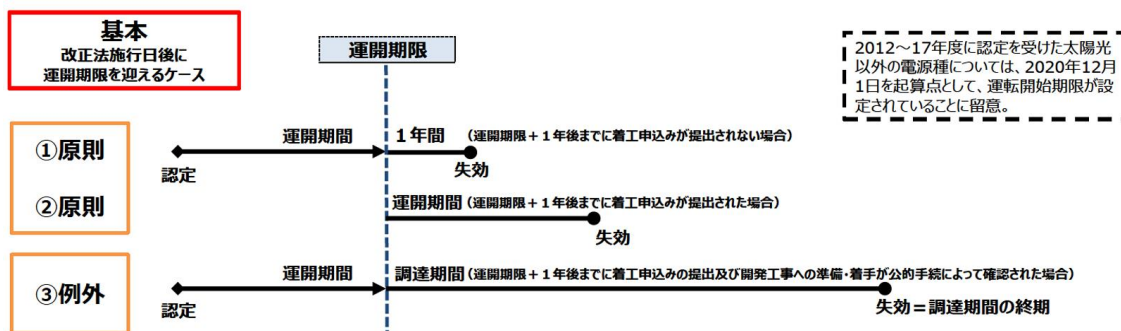 基本
改正法施行日後に
運開期限を迎えるケース
運開期限
2012～17年度に認定を受けた太陽光
以外の電源種については、2020年12月
1日を起算点として、運転開始期限が設
定されていることに留意。
①原則
運開期間
1年間
（運開期限＋１年後までに着工申込みが提出されない場合）
認定
失効
②原則
運開期間（運開期限＋１年後までに着工申込みが提出された場合）
失効
③例外
運開期間
調達期間（運開期限＋１年後までに着工申込みの提出及び開発工事への準備・着手が公的手続によって確認された場合）
認定
失効＝調達期間の終期